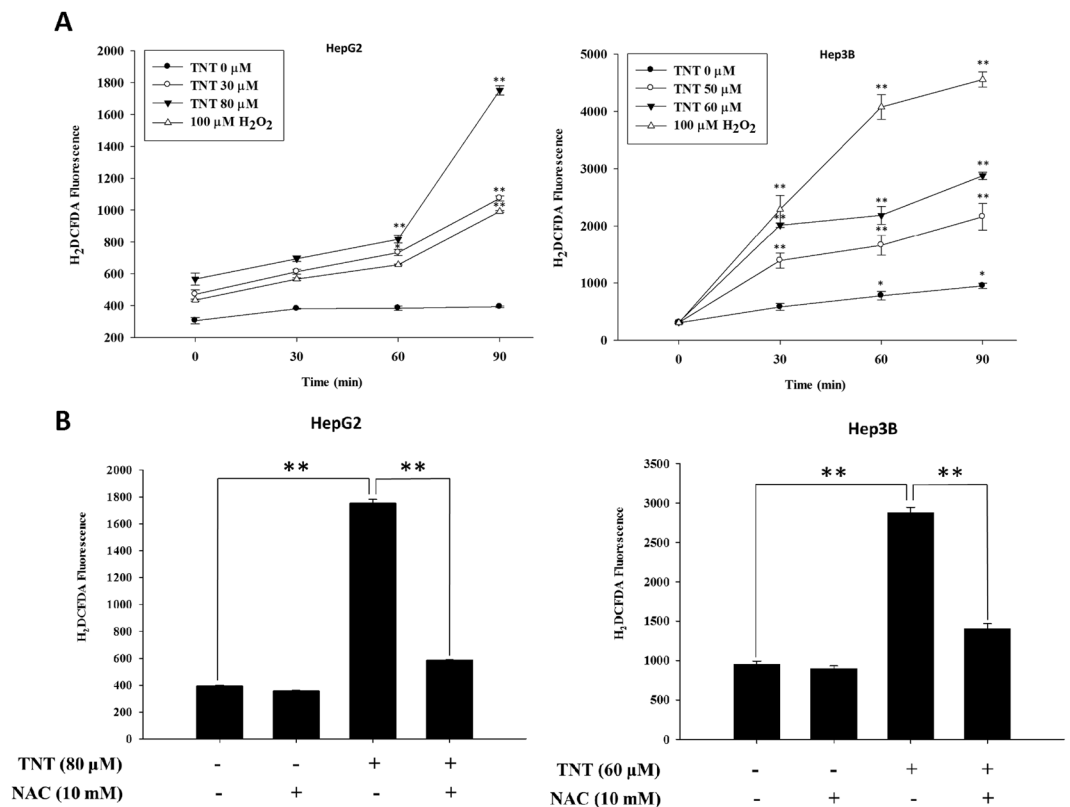 A
HepG2
TNT 0 µM
TNT 30 µM
TNT 80 µM
100 µM H₂O₂
H₂DCFDA Fluorescence
2000
1800
1600
1400
1200
1000
800
600
400
200
**
**
**
**
*
0
30
60
90
Time (min)
Hep3B
TNT 0 µM
TNT 50 µM
TNT 60 µM
100 µM H₂O₂
H₂DCFDA Fluorescence
5000
4000
3000
2000
1000
0
**
**
**
**
**
**
**
**
**
*
*
0
30
60
90
Time (min)
B
HepG2
H₂DCFDA Fluorescence
2000
1800
1600
1400
1200
1000
800
600
400
200
0
** **
TNT (80 µM) - - + +
NAC (10 mM) - + - +
Hep3B
H₂DCFDA Fluorescence
3500
3000
2500
2000
1500
1000
500
0
** **
TNT (60 µM) - - + +
NAC (10 mM) - + - +